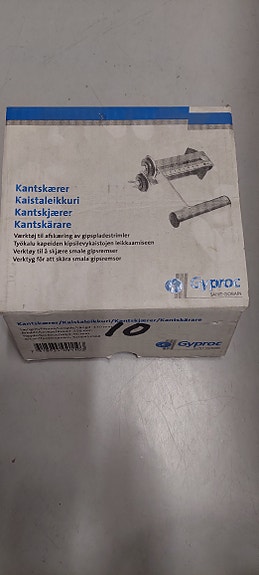 Kantskærer
Kaistaleikkuri
Kantskjærer
Kantskärare
Værktøj til afskæring av gipspladestrimler
Työkalu kapeiden kipsilevykaistojen leikkaamiseen
Verktøy til å skjære smale gipsremser
Verktyg för att skära smala gipsremsor
Gyproc
SAINT-GOBAIN
Kantskærer/Kaistaleikkuri/Kantskjærer/Kantskärare
10
Gyproc